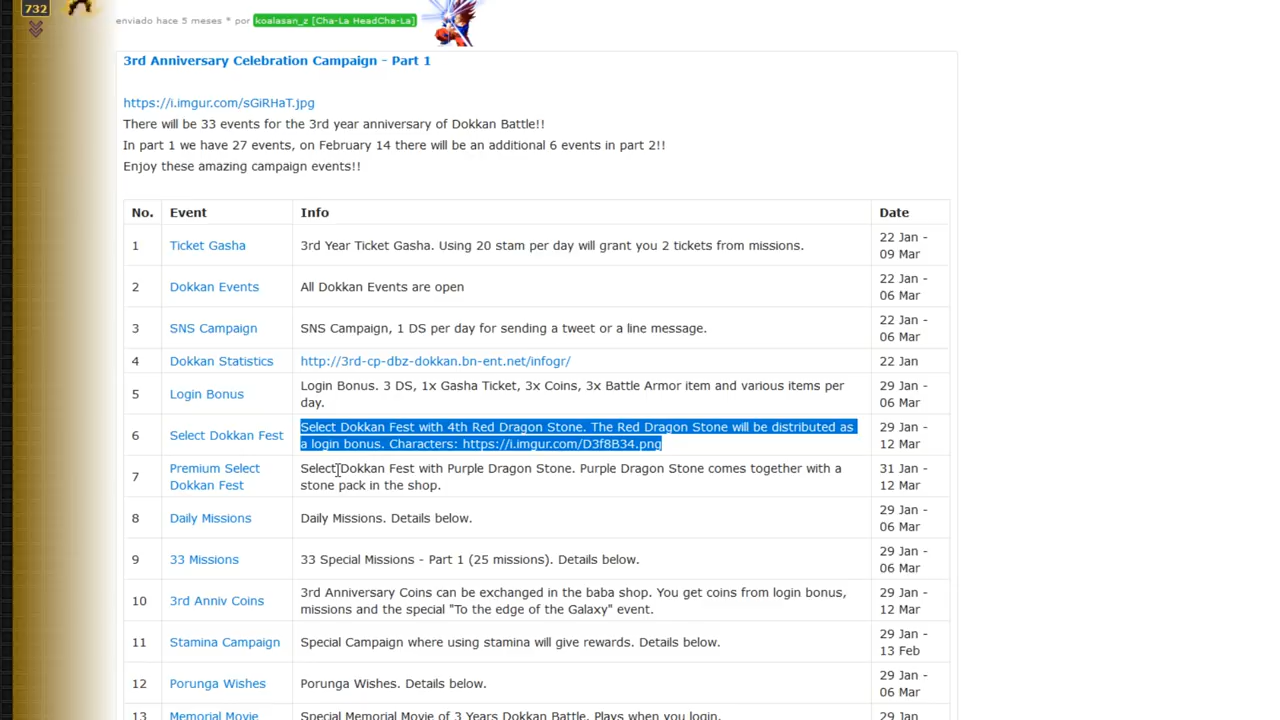 732
enviado hace 5 meses * por koalasan_z [Cha-La HeadCha-La]
3rd Anniversary Celebration Campaign - Part 1
https://i.imgur.com/sGiRHaT.jpg
There will be 33 events for the 3rd year anniversary of Dokkan Battle!!
In part 1 we have 27 events, on February 14 there will be an additional 6 events in part 2!!
Enjoy these amazing campaign events!!
No. Event Info Date
1 Ticket Gasha 3rd Year Ticket Gasha. Using 20 stam per day will grant you 2 tickets from missions. 22 Jan -
09 Mar
2 Dokkan Events All Dokkan Events are open 22 Jan -
06 Mar
3 SNS Campaign SNS Campaign, 1 DS per day for sending a tweet or a line message. 22 Jan -
06 Mar
4 Dokkan Statistics http://3rd-cp-dbz-dokkan.bn-ent.net/infogr/ 22 Jan
5 Login Bonus Login Bonus. 3 DS, 1x Gasha Ticket, 3x Coins, 3x Battle Armor item and various items per 29 Jan -
day. 06 Mar
6 Select Dokkan Fest Select Dokkan Fest with 4th Red Dragon Stone. The Red Dragon Stone will be distributed as 29 Jan -
a login bonus. Characters: https://i.imgur.com/D3f8B34.png 12 Mar
7 Premium Select Select Dokkan Fest with Purple Dragon Stone. Purple Dragon Stone comes together with a 31 Jan -
Dokkan Fest stone pack in the shop. 12 Mar
8 Daily Missions Daily Missions. Details below. 29 Jan -
06 Mar
9 33 Missions 33 Special Missions - Part 1 (25 missions). Details below. 29 Jan -
06 Mar
10 3rd Anniv Coins 3rd Anniversary Coins can be exchanged in the baba shop. You get coins from login bonus, 29 Jan -
missions and the special "To the edge of the Galaxy" event. 12 Mar
11 Stamina Campaign Special Campaign where using stamina will give rewards. Details below. 29 Jan -
13 Feb
12 Porunga Wishes Porunga Wishes. Details below. 29 Jan -
06 Mar
13 Memorial Movie Special Memorial Movie of 3 Years Dokkan Battle. Plays when you login. 29 Jan